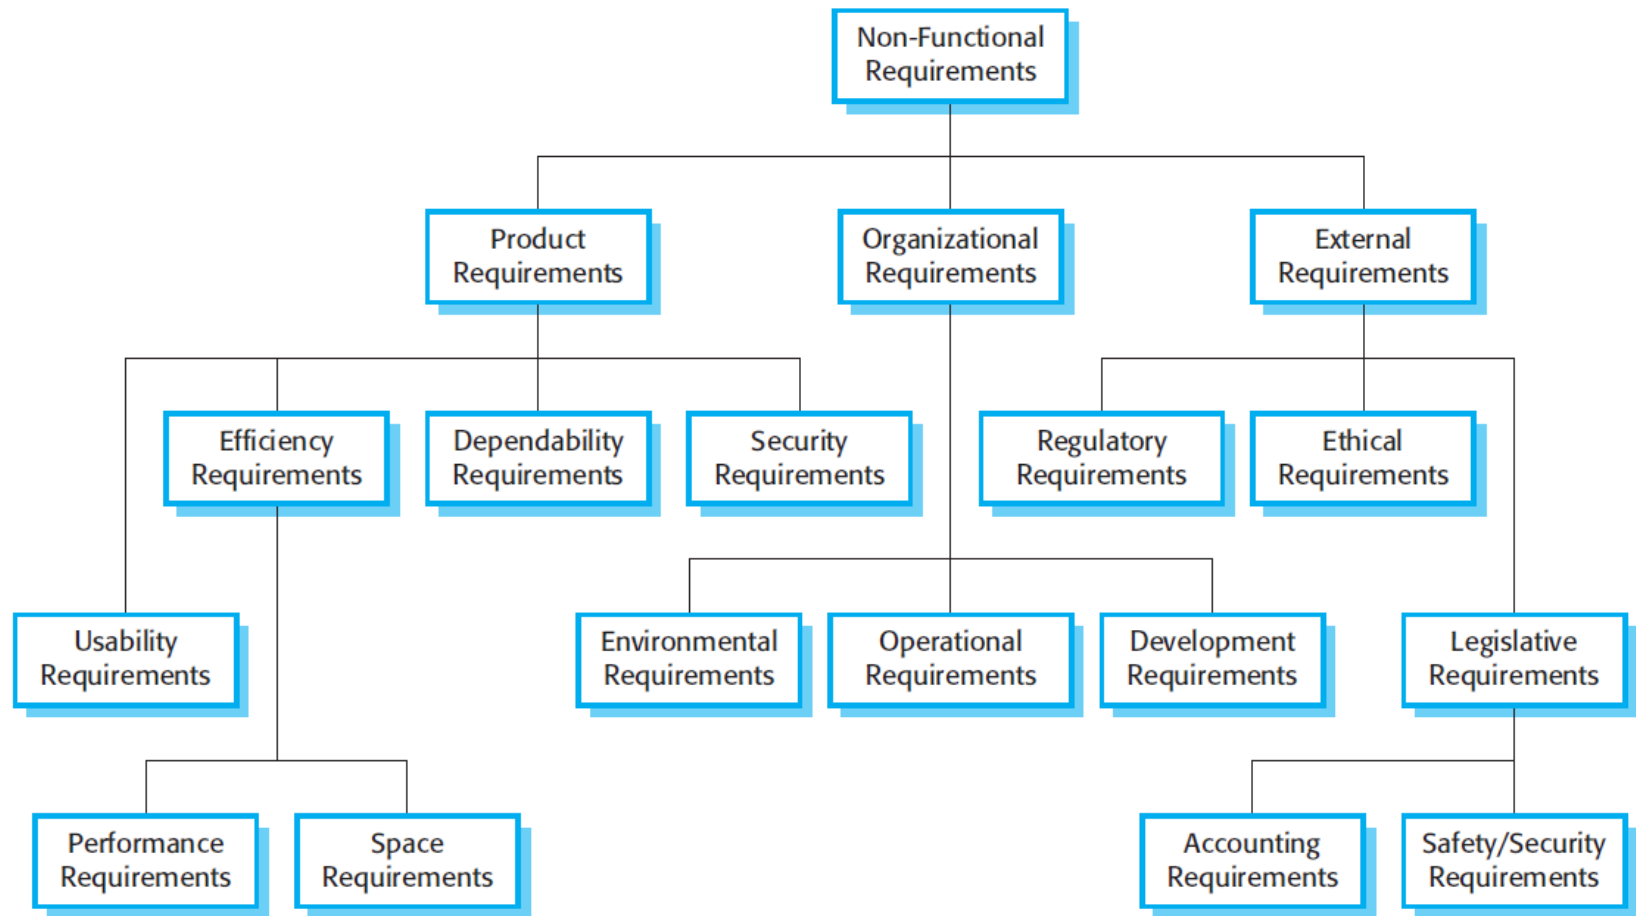 Non-Functional
Requirements
Product
Requirements
Organizational
Requirements
External
Requirements
Efficiency
Requirements
Dependability
Requirements
Security
Requirements
Regulatory
Requirements
Ethical
Requirements
Usability
Requirements
Environmental
Requirements
Operational
Requirements
Development
Requirements
Legislative
Requirements
Performance
Requirements
Space
Requirements
Accounting
Requirements
Safety/Security
Requirements